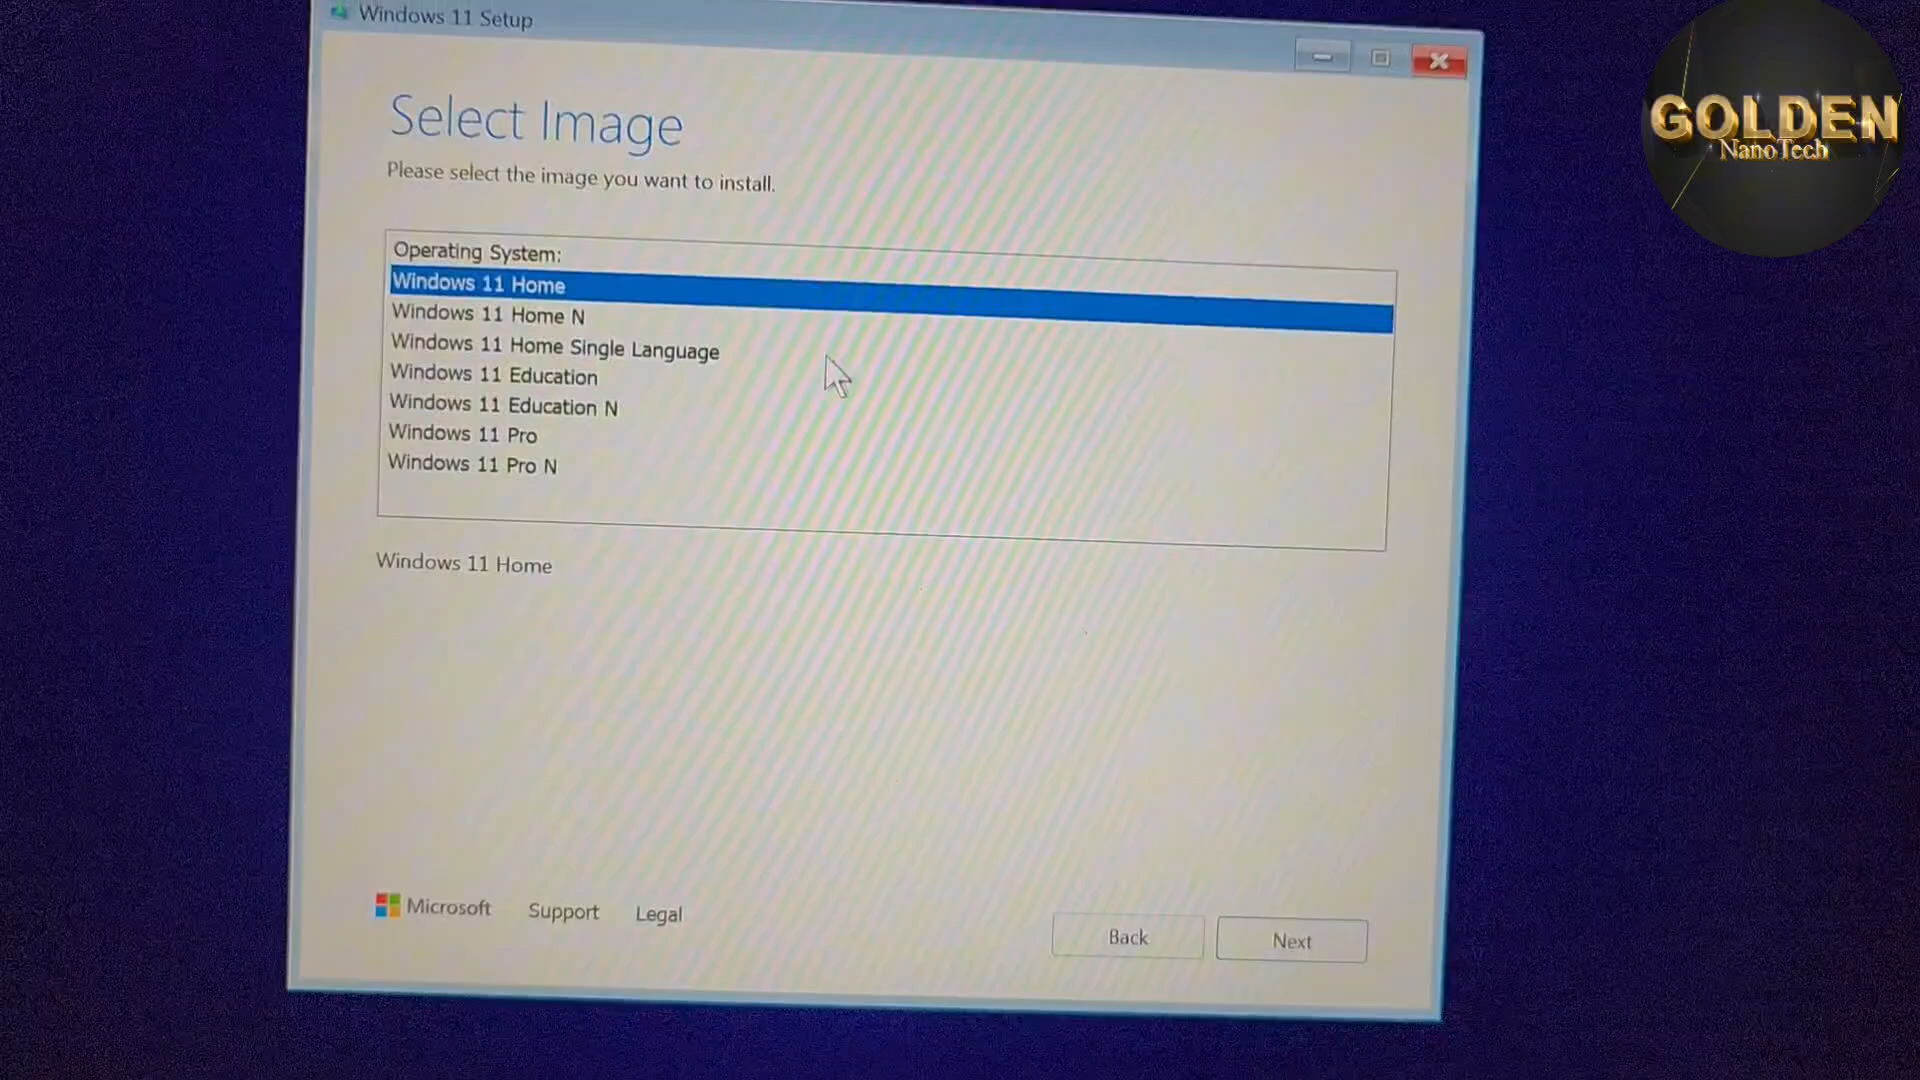 Windows 11 Setup
GOLDEN
NanoTech
Select Image
Please select the image you want to install.
Operating System:
Windows 11 Home
Windows 11 Home N
Windows 11 Home Single Language
Windows 11 Education
Windows 11 Education N
Windows 11 Pro
Windows 11 Pro N
Windows 11 Home
Microsoft Support Legal
Back Next